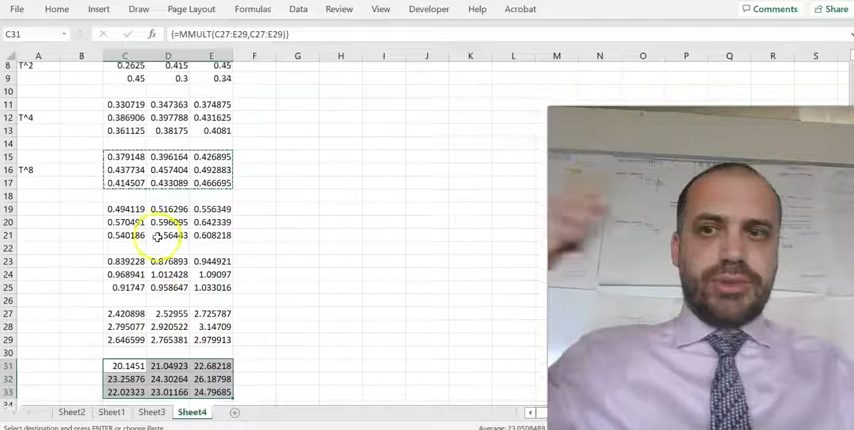 File Home Insert Draw Page Layout Formulas Data Review View Developer Help Acrobat Comments Share
C31 fx {=MMULT(C27:E29,C27:E29)}
A B C D E F G H I J K L M N O P Q R S
8 T^2 0.2625 0.415 0.45
9 0.45 0.3 0.34
10
11 0.330719 0.347363 0.374875
12 T^4 0.386906 0.397788 0.431625
13 0.361125 0.38175 0.4081
14
15 0.379148 0.396164 0.426895
16 T^8 0.437734 0.457404 0.492883
17 0.414507 0.433089 0.466695
18
19 0.494119 0.516296 0.556349
20 0.570491 0.596095 0.642339
21 0.540186 0.56443 0.608218
22
23 0.839228 0.876893 0.944921
24 0.968941 1.012428 1.09097
25 0.91747 0.958647 1.033016
26
27 2.420898 2.52955 2.725787
28 2.795077 2.920522 3.14709
29 2.646599 2.765381 2.979913
30
31 20.1451 21.04923 22.68218
32 23.25876 24.30264 26.18798
33 22.02323 23.01166 24.79685
Sheet2 Sheet1 Sheet3 Sheet4
Select destination and press ENTER or choose Paste Average: 23.0508489